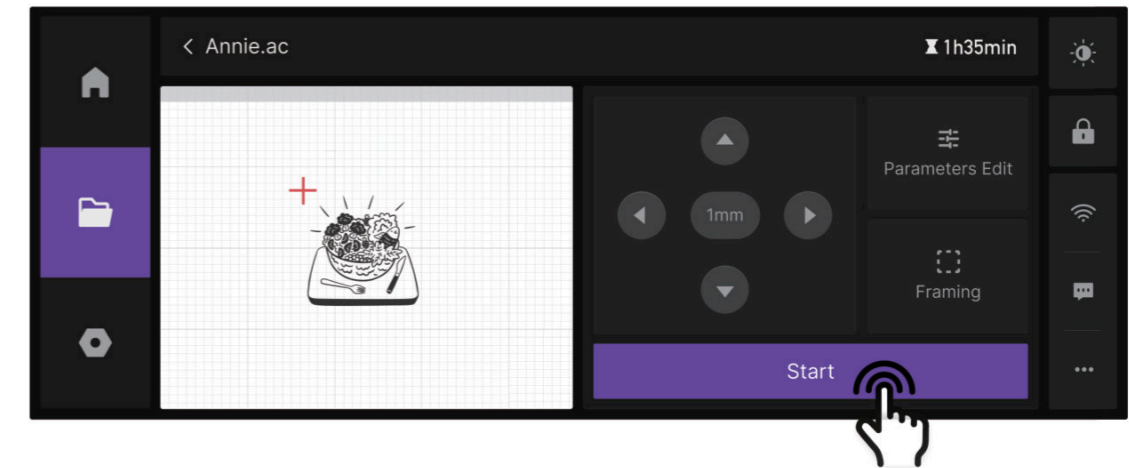 Annie.ac
1h35min
Parameters Edit
1mm
Framing
Start